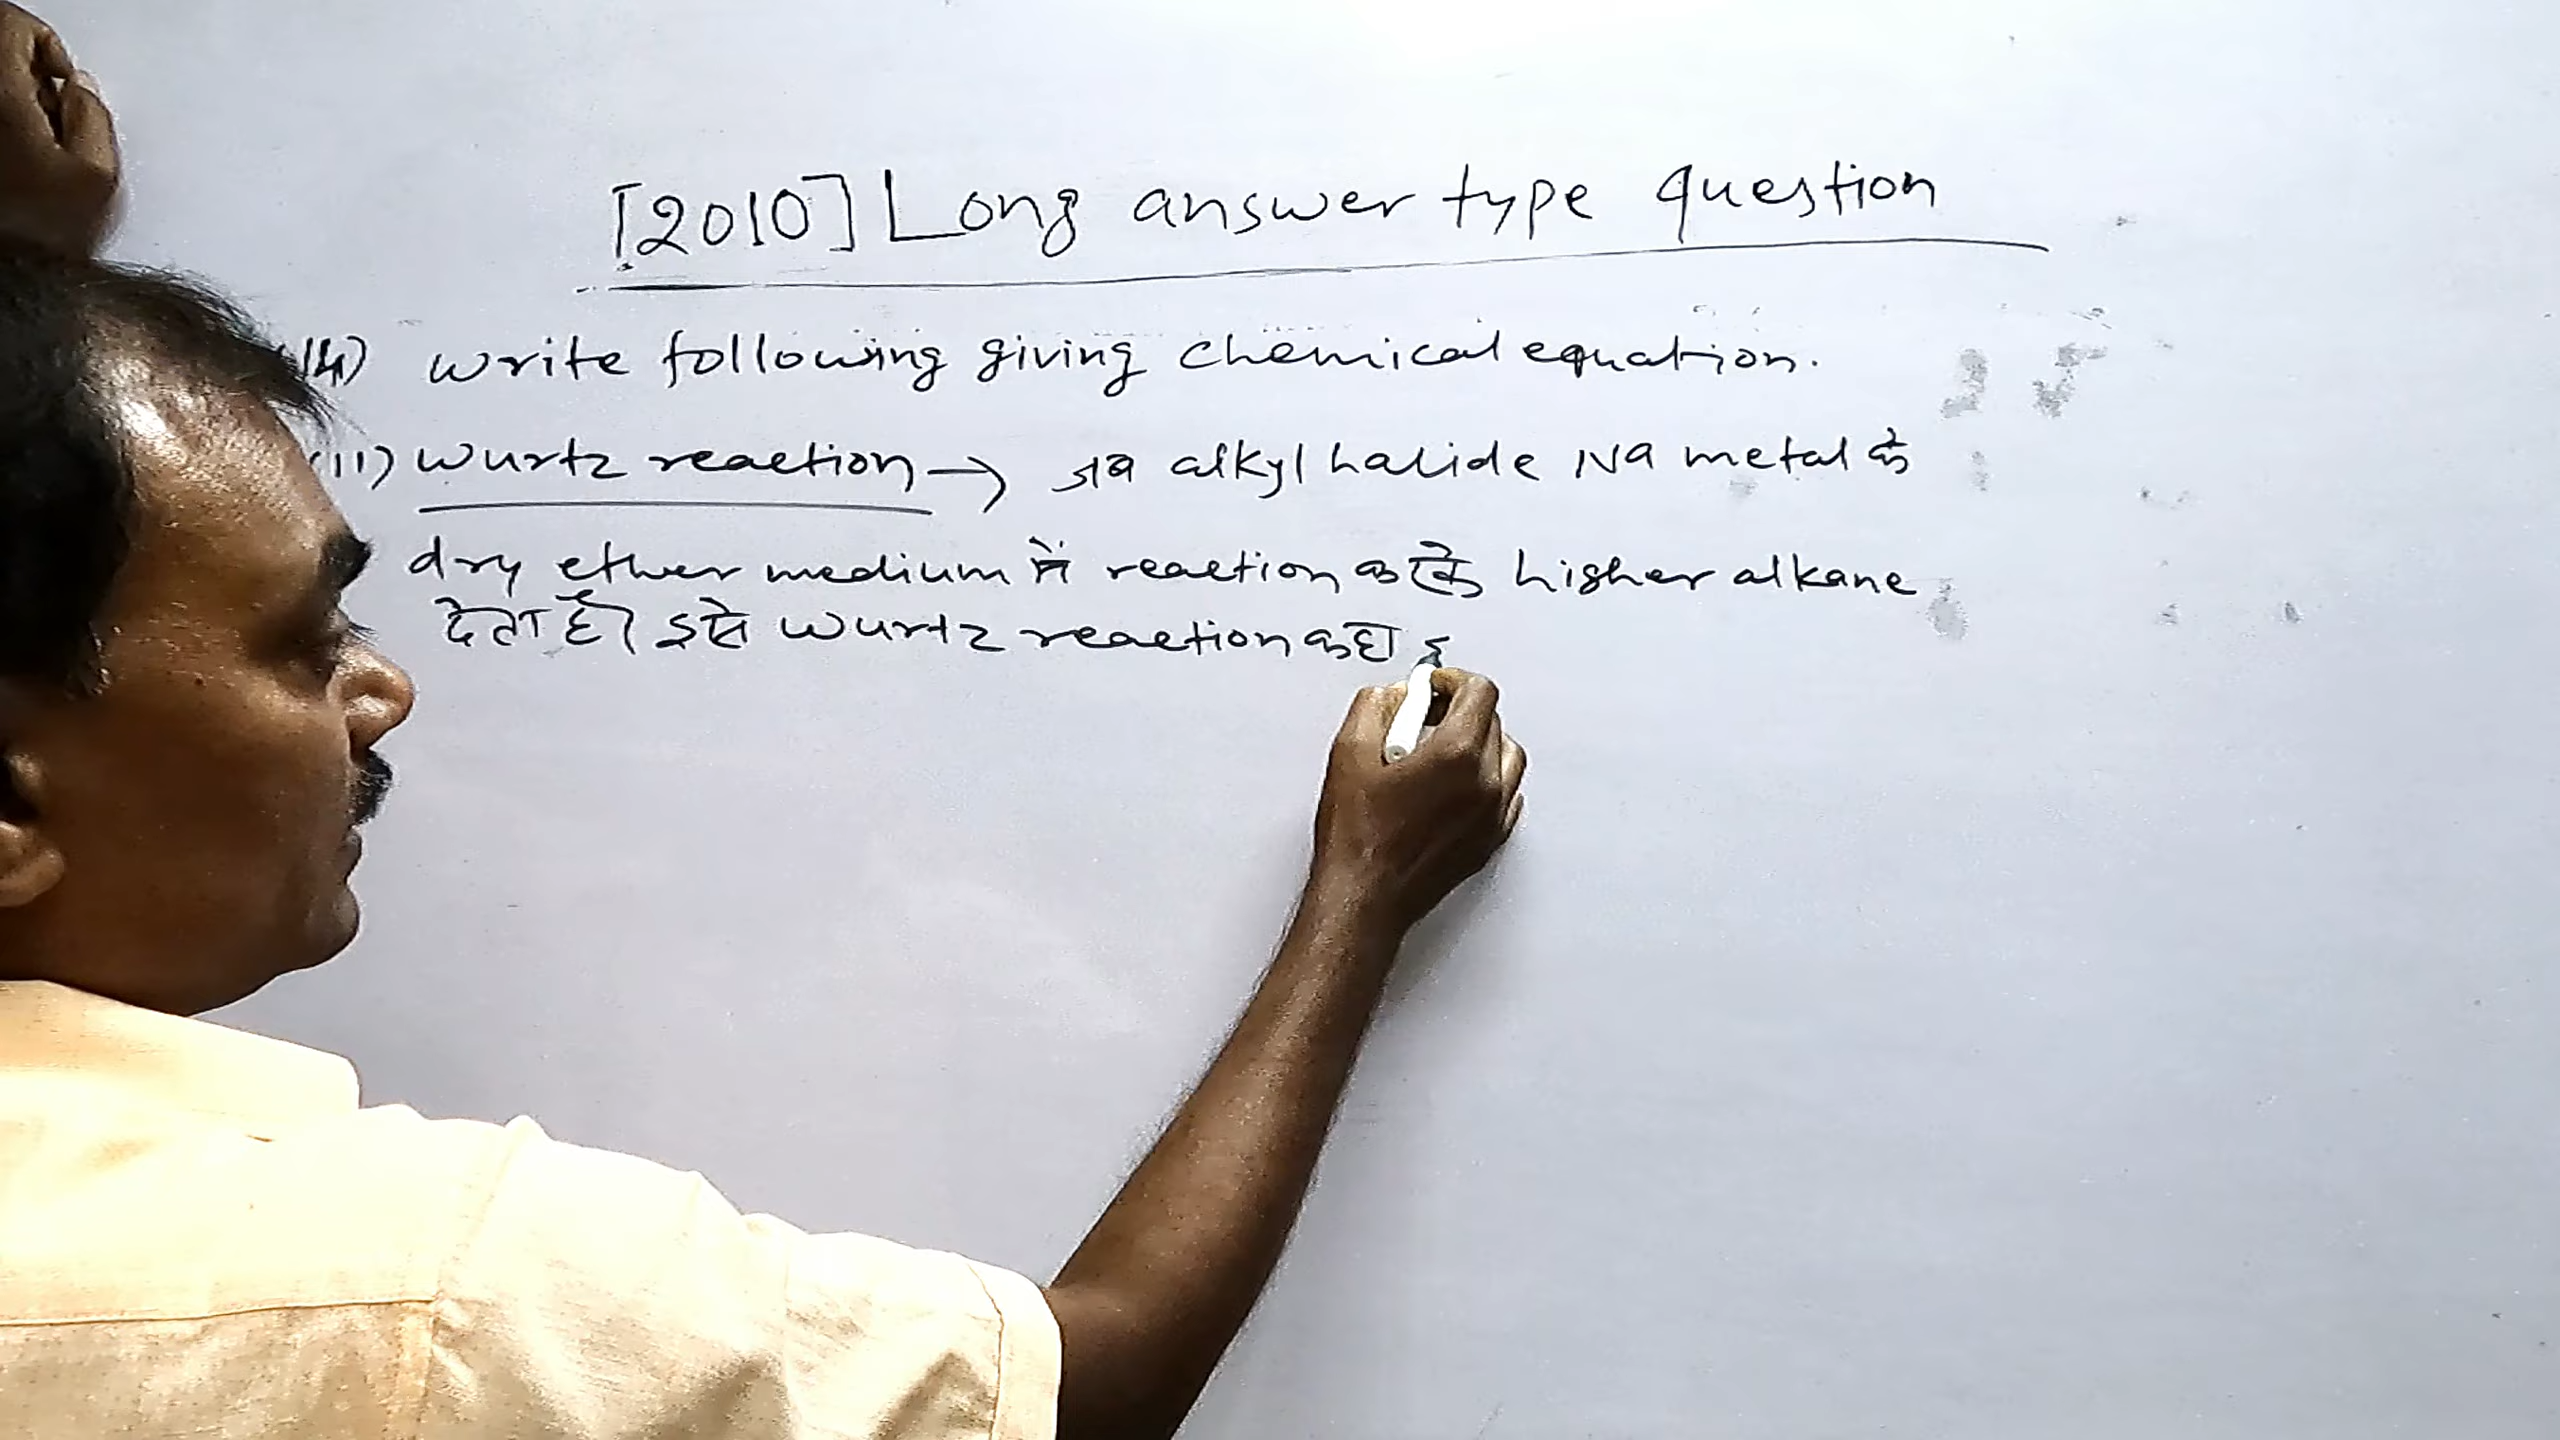 [2010] Long answer type question
14) Write following giving chemical equation.
(11) Wurtz reaction → जब alkyl halide Na metal के
dry ether medium में reaction करके higher alkane
देता है। इसे Wurtz reaction कहा